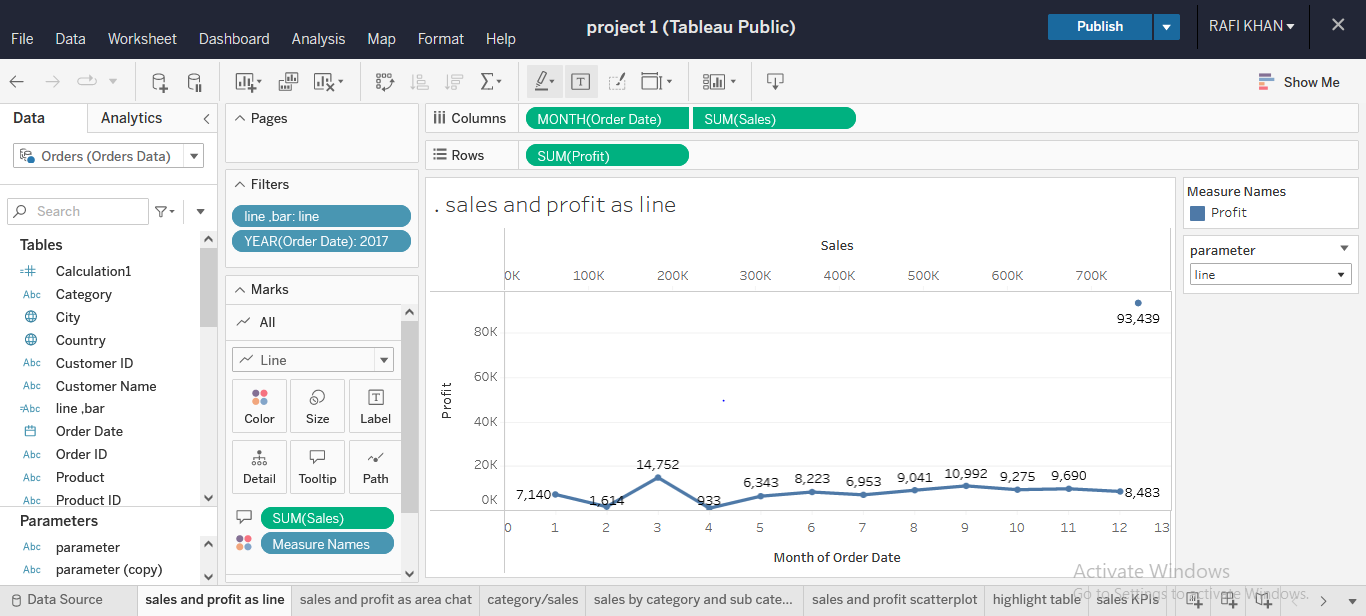 project 1 (Tableau Public)
Publish
RAFI KHAN
File Data Worksheet Dashboard Analysis Map Format Help
Show Me
Data Analytics
Orders (Orders Data)
Search
Tables
Calculation1
Abc Category
City
Country
Abc Customer ID
Abc Customer Name
=Abc line ,bar
Order Date
Abc Order ID
Abc Product
Abc Product ID
Parameters
Abc parameter
Abc parameter (copy)
Pages
Filters
line ,bar: line
YEAR(Order Date): 2017
Marks
All
Line
Color Size Label
Detail Tooltip Path
SUM(Sales)
Measure Names
Columns MONTH(Order Date) SUM(Sales)
Rows SUM(Profit)
. sales and profit as line
Sales
0K 100K 200K 300K 400K 500K 600K 700K
93,439
80K
60K
40K
20K
0K
Profit
7,140 1,614 14,752 933 6,343 8,223 6,953 9,041 10,992 9,275 9,690 8,483
0 1 2 3 4 5 6 7 8 9 10 11 12 13
Month of Order Date
Measure Names
Profit
parameter
line
Activate Windows
Go to Settings to activate Windows.
Data Source sales and profit as line sales and profit as area chat category/sales sales by category and sub cate... sales and profit scatterplot highlight table sales KPIs